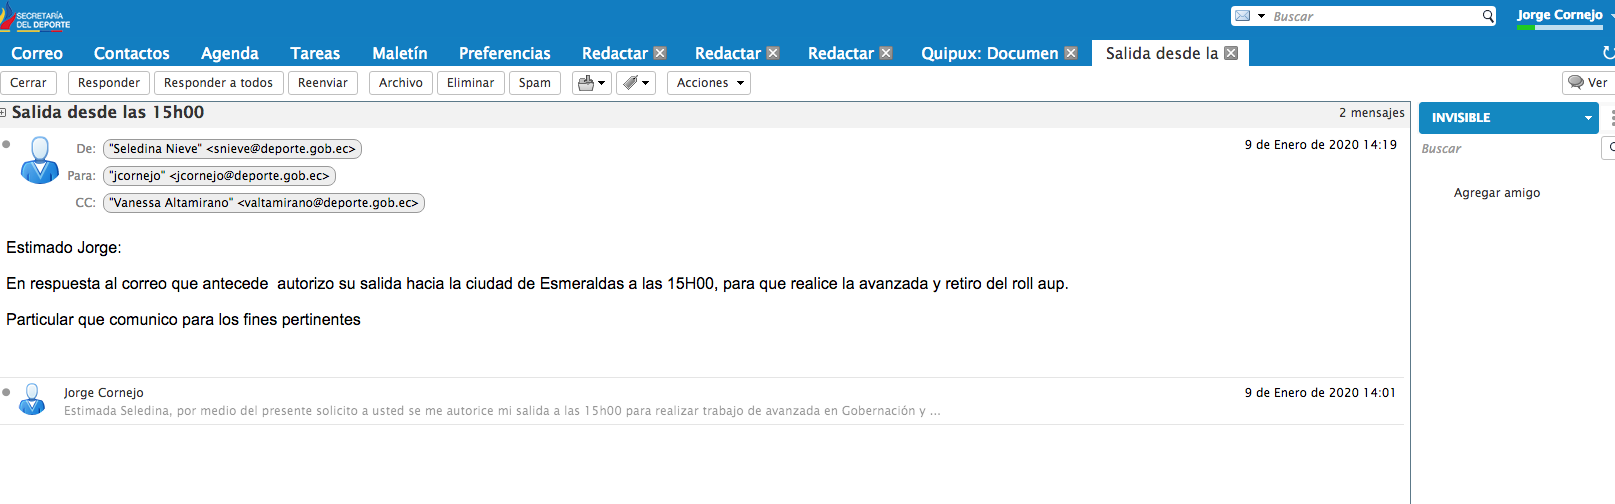 SECRETARÍA
DEL DEPORTE
Buscar
Jorge Cornejo
Correo Contactos Agenda Tareas Maletín Preferencias Redactar Redactar Redactar Quipux: Documen Salida desde la
Cerrar Responder Responder a todos Reenviar Archivo Eliminar Spam Acciones Ver
Salida desde las 15h00 2 mensajes
INVISIBLE
De: "Seledina Nieve" <snieve@deporte.gob.ec> 9 de Enero de 2020 14:19
Buscar
Para: "jcornejo" <jcornejo@deporte.gob.ec>
Agregar amigo
CC: "Vanessa Altamirano" <valtamirano@deporte.gob.ec>
Estimado Jorge:
En respuesta al correo que antecede autorizo su salida hacia la ciudad de Esmeraldas a las 15H00, para que realice la avanzada y retiro del roll aup.
Particular que comunico para los fines pertinentes
Jorge Cornejo 9 de Enero de 2020 14:01
Estimada Seledina, por medio del presente solicito a usted se me autorice mi salida a las 15h00 para realizar trabajo de avanzada en Gobernación y ...